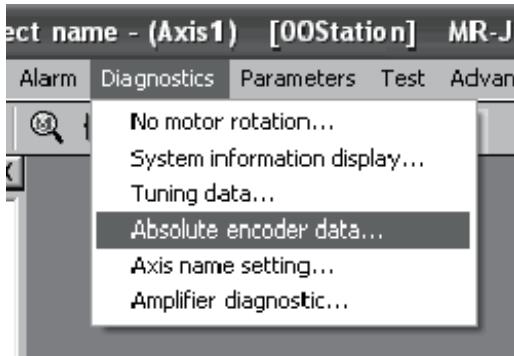 ect name - (Axis1) [00Station] MR-J
Alarm Diagnostics Parameters Test Advan
No motor rotation...
System information display...
Tuning data...
Absolute encoder data...
Axis name setting...
Amplifier diagnostic...